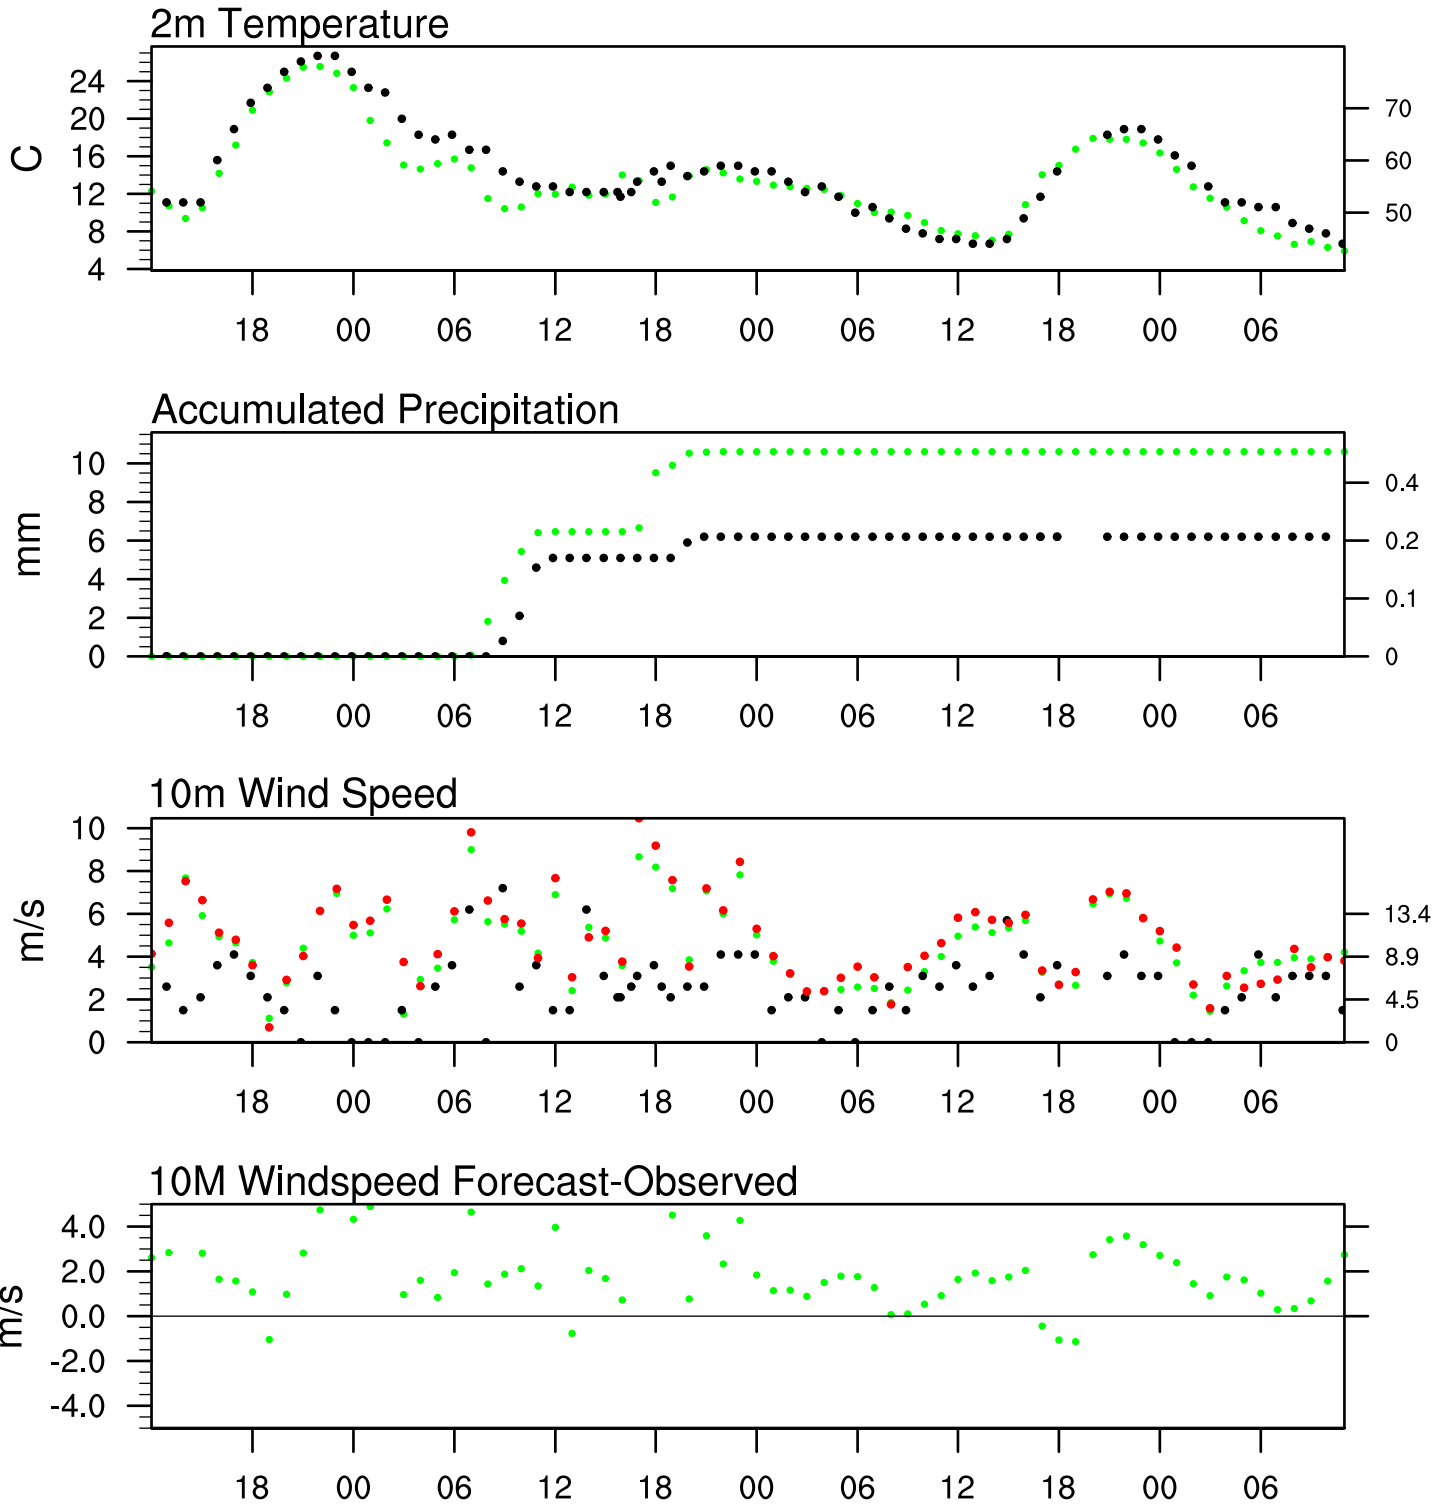 2m Temperature
24
20
16
12
8
4
C
70
60
50
18 00 06 12 18 00 06 12 18 00 06
Accumulated Precipitation
10
8
6
4
2
0
mm
0.4
0.2
0.1
0
18 00 06 12 18 00 06 12 18 00 06
10m Wind Speed
10
8
6
4
2
0
m/s
13.4
8.9
4.5
0
18 00 06 12 18 00 06 12 18 00 06
10M Windspeed Forecast-Observed
4.0
2.0
0.0
-2.0
-4.0
m/s
18 00 06 12 18 00 06 12 18 00 06